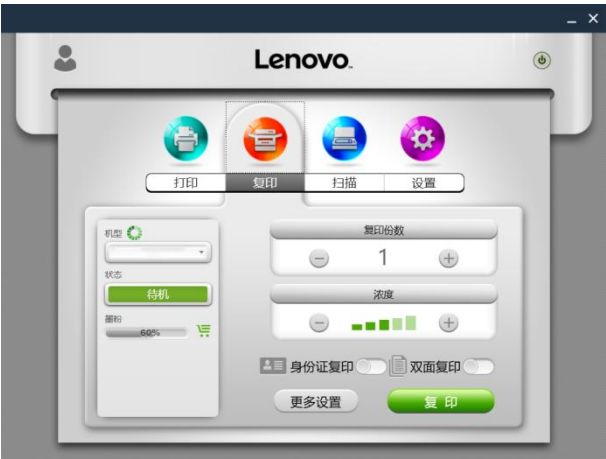 Lenovo.
打印
复印
扫描
设置
机型
状态
待机
墨粉
60%
复印份数
1
浓度
身份证复印
双面复印
更多设置
复 印